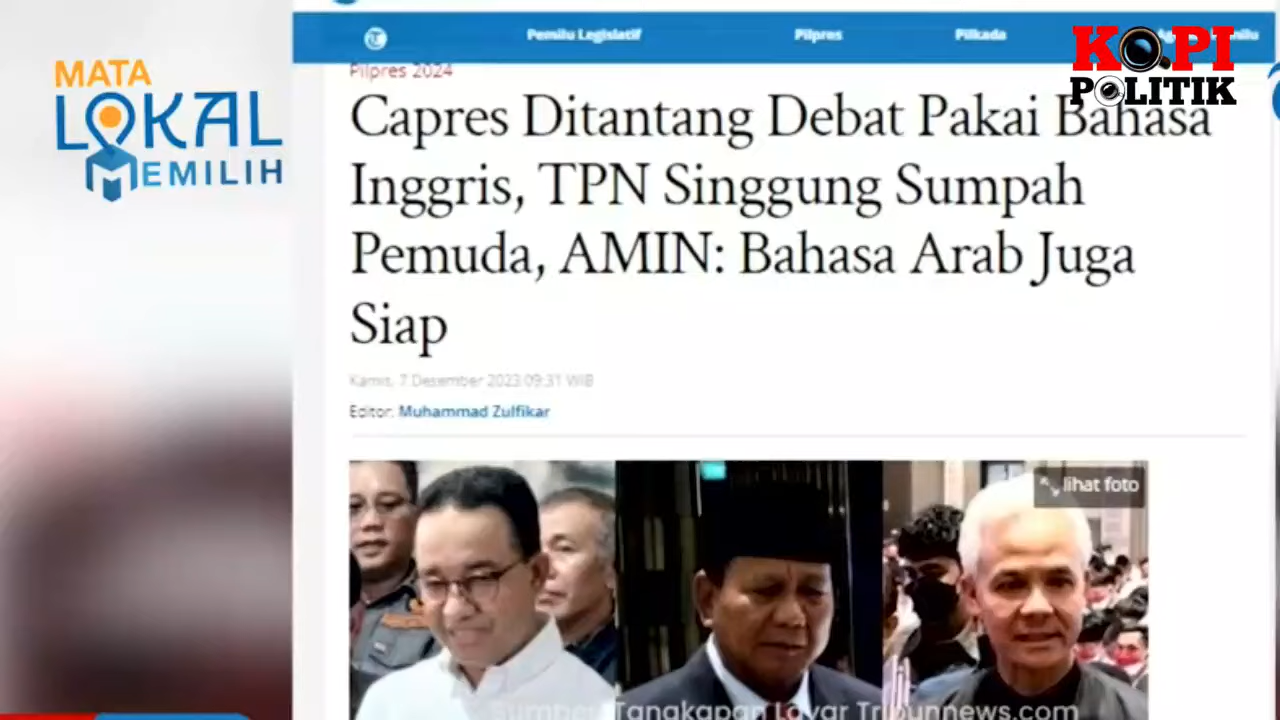 Pemilu Legislatif
Pilpres
Pilkada
KOPI
POLITIK
MATA
LOKAL
MEMILIH
Pilpres 2024
Capres Ditantang Debat Pakai Bahasa
Inggris, TPN Singgung Sumpah
Pemuda, AMIN: Bahasa Arab Juga
Siap
Kamis, 7 Desember 2023 09:31 WIB
Editor: Muhammad Zulfikar
lihat foto
Sumber: Tangkapan Layar Tribunnews.com